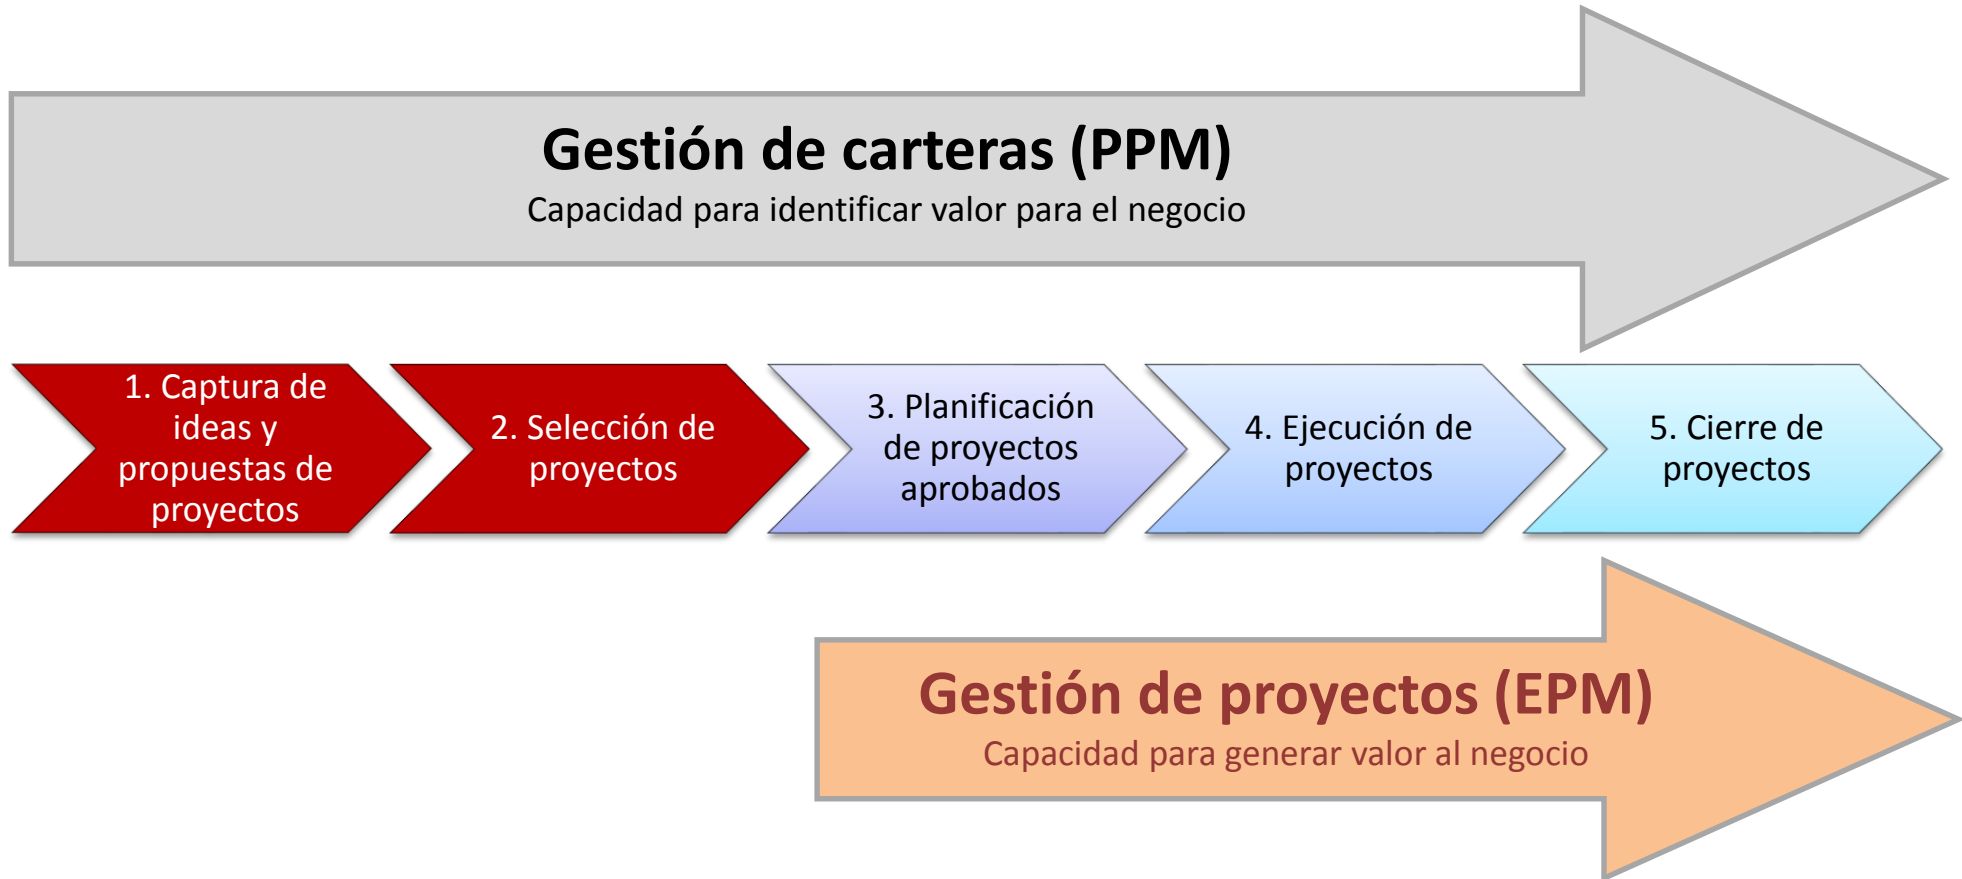 Gestión de carteras (PPM)
Capacidad para identificar valor para el negocio
1. Captura de
ideas y
propuestas de
proyectos
2. Selección de
proyectos
3. Planificación
de proyectos
aprobados
4. Ejecución de
proyectos
5. Cierre de
proyectos
Gestión de proyectos (EPM)
Capacidad para generar valor al negocio